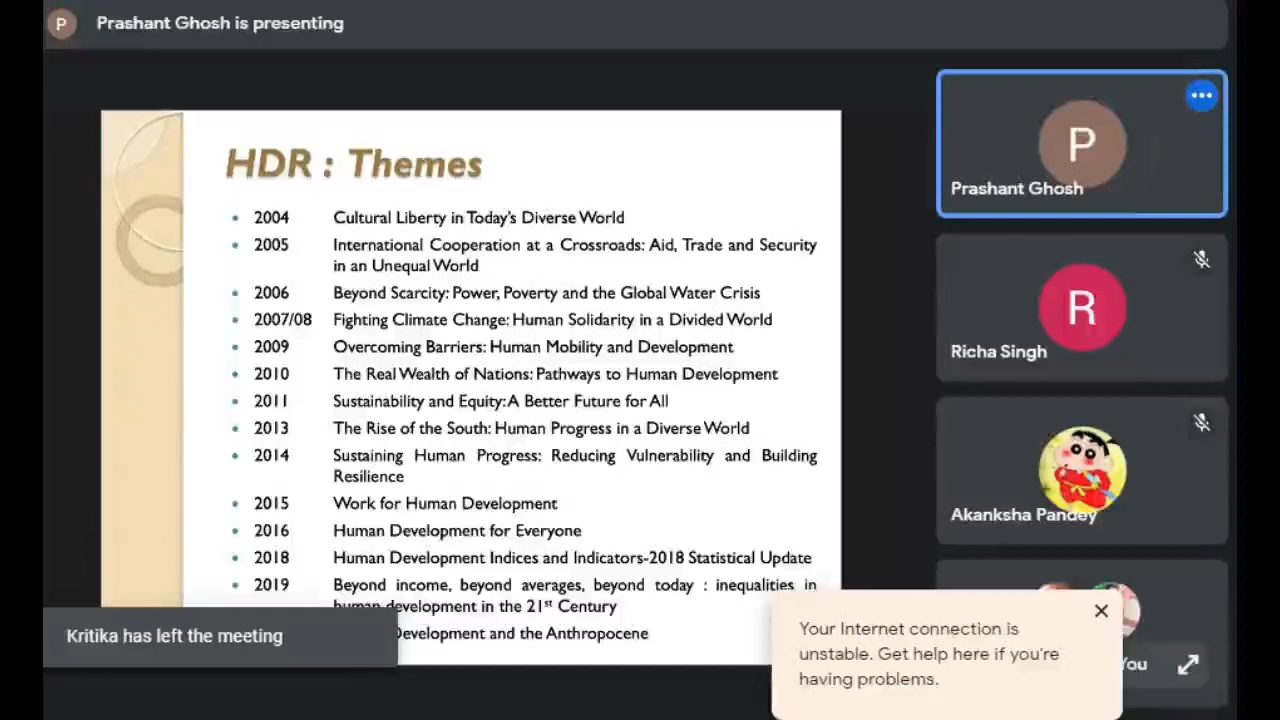 P
Prashant Ghosh is presenting
HDR : Themes
• 2004 Cultural Liberty in Today's Diverse World
• 2005 International Cooperation at a Crossroads: Aid, Trade and Security
in an Unequal World
• 2006 Beyond Scarcity: Power, Poverty and the Global Water Crisis
• 2007/08 Fighting Climate Change: Human Solidarity in a Divided World
• 2009 Overcoming Barriers: Human Mobility and Development
• 2010 The Real Wealth of Nations: Pathways to Human Development
• 2011 Sustainability and Equity: A Better Future for All
• 2013 The Rise of the South: Human Progress in a Diverse World
• 2014 Sustaining Human Progress: Reducing Vulnerability and Building
Resilience
• 2015 Work for Human Development
• 2016 Human Development for Everyone
• 2018 Human Development Indices and Indicators-2018 Statistical Update
• 2019 Beyond income, beyond averages, beyond today : inequalities in
human development in the 21st Century
Development and the Anthropocene
Kritika has left the meeting
P
Prashant Ghosh
R
Richa Singh
Akanksha Pandey
You
Your Internet connection is
unstable. Get help here if you're
having problems.